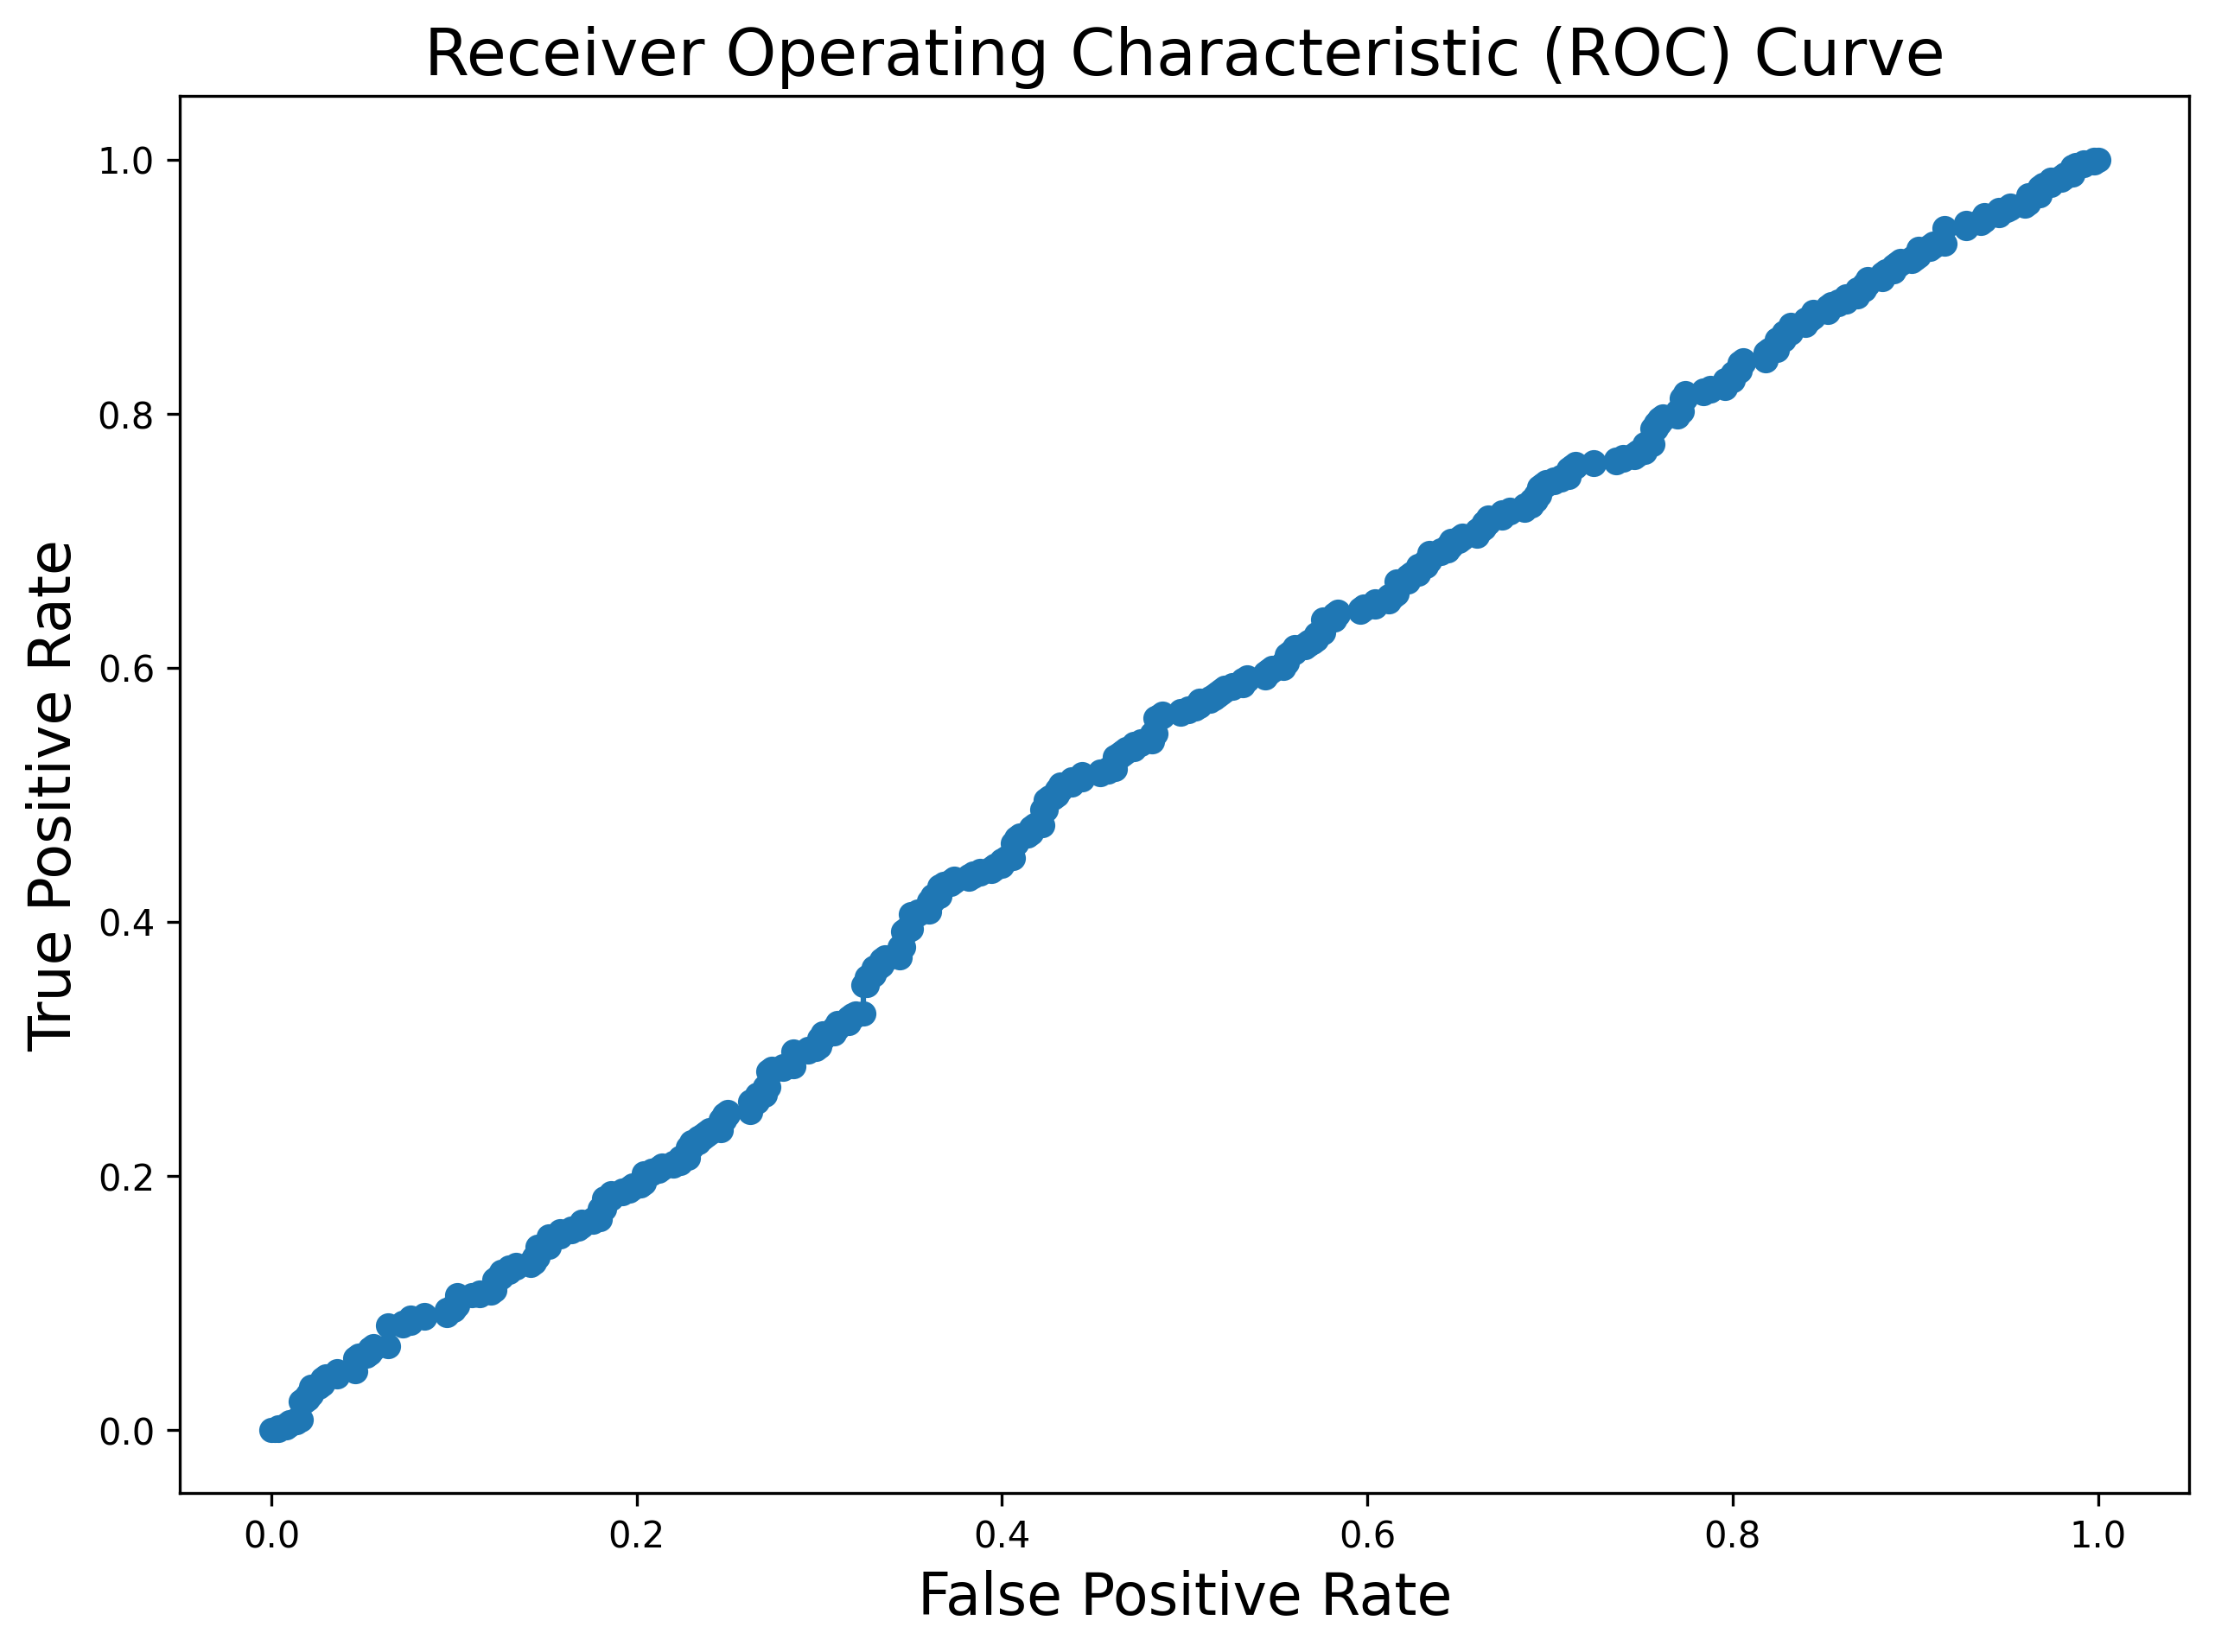 Receiver Operating Characteristic (ROC) Curve
True Positive Rate
1.0
0.8
0.6
0.4
0.2
0.0
0.0 0.2 0.4 0.6 0.8 1.0
False Positive Rate